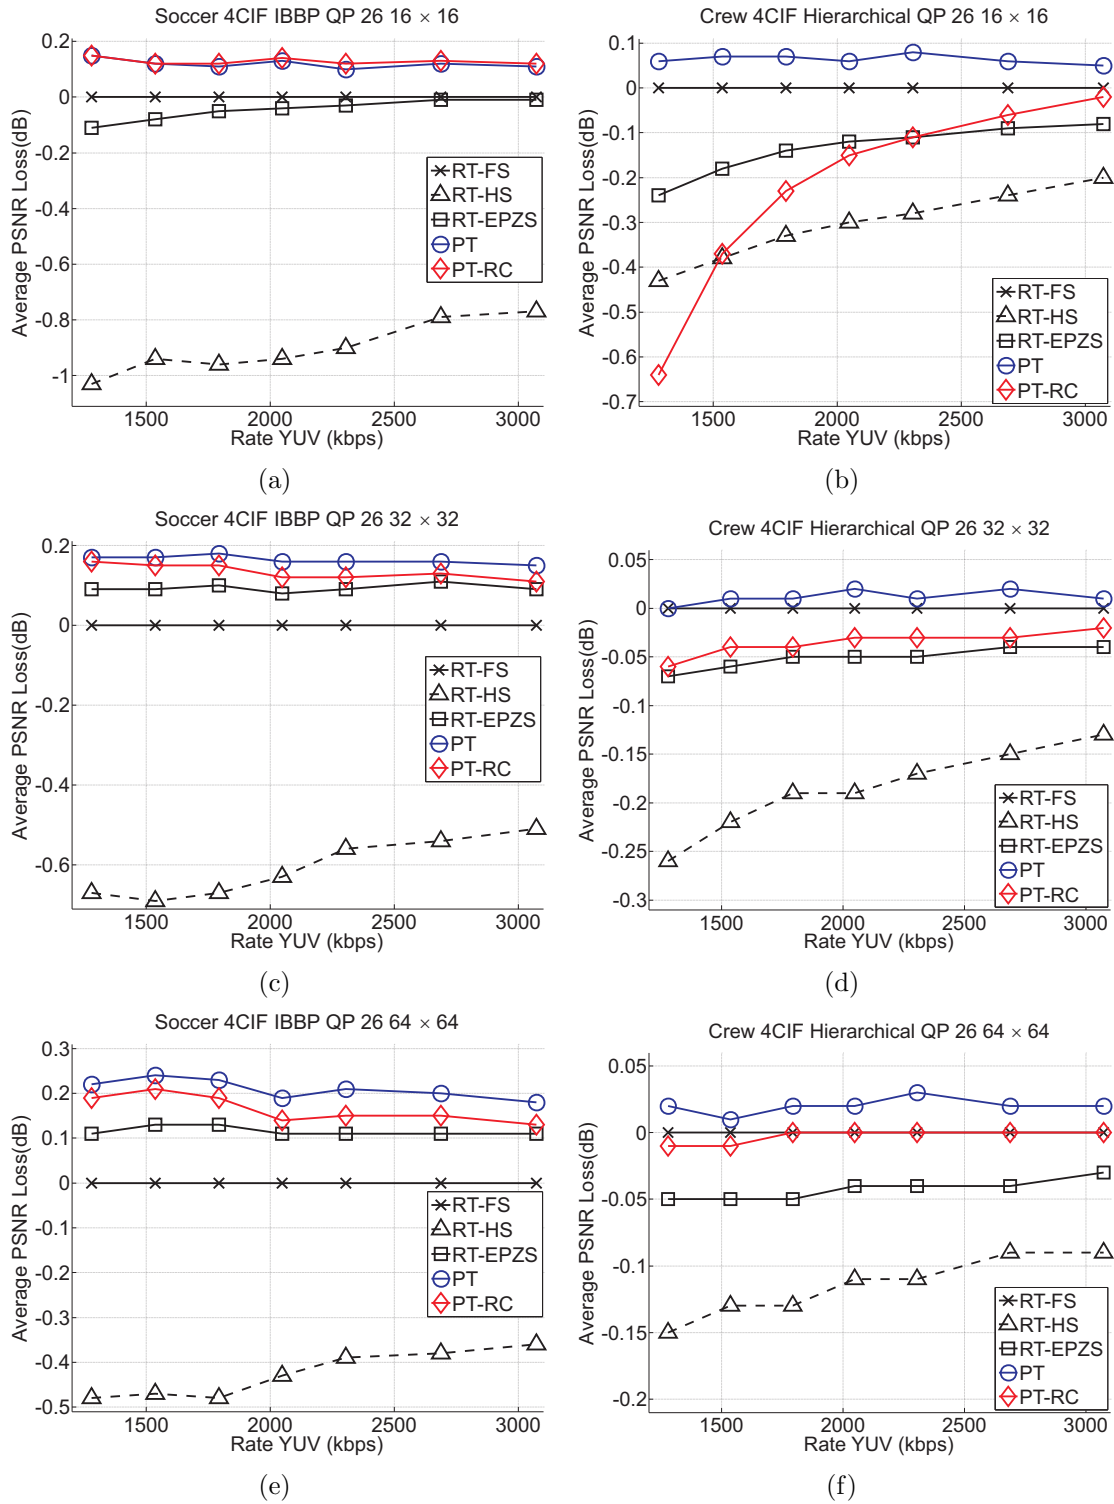 Soccer 4CIF IBBP QP 26 16 × 16
Average PSNR Loss(dB)
0.2
0.1
0
-0.2
-0.4
-0.6
-0.8
-1
RT-FS
RT-HS
RT-EPZS
PT
PT-RC
1500 2000 2500 3000
Rate YUV (kbps)
(a)
Crew 4CIF Hierarchical QP 26 16 × 16
Average PSNR Loss(dB)
0.1
0
-0.1
-0.2
-0.3
-0.4
-0.5
-0.6
-0.7
RT-FS
RT-HS
RT-EPZS
PT
PT-RC
1500 2000 2500 3000
Rate YUV (kbps)
(b)
Soccer 4CIF IBBP QP 26 32 × 32
Average PSNR Loss(dB)
0.2
0.1
0
-0.2
-0.4
-0.6
RT-FS
RT-HS
RT-EPZS
PT
PT-RC
1500 2000 2500 3000
Rate YUV (kbps)
(c)
Crew 4CIF Hierarchical QP 26 32 × 32
Average PSNR Loss(dB)
0.05
0
-0.05
-0.1
-0.15
-0.2
-0.25
-0.3
RT-FS
RT-HS
RT-EPZS
PT
PT-RC
1500 2000 2500 3000
Rate YUV (kbps)
(d)
Soccer 4CIF IBBP QP 26 64 × 64
Average PSNR Loss(dB)
0.3
0.2
0.1
0
-0.1
-0.2
-0.3
-0.4
-0.5
RT-FS
RT-HS
RT-EPZS
PT
PT-RC
1500 2000 2500 3000
Rate YUV (kbps)
(e)
Crew 4CIF Hierarchical QP 26 64 × 64
Average PSNR Loss(dB)
0.05
0
-0.05
-0.1
-0.15
-0.2
RT-FS
RT-HS
RT-EPZS
PT
PT-RC
1500 2000 2500 3000
Rate YUV (kbps)
(f)